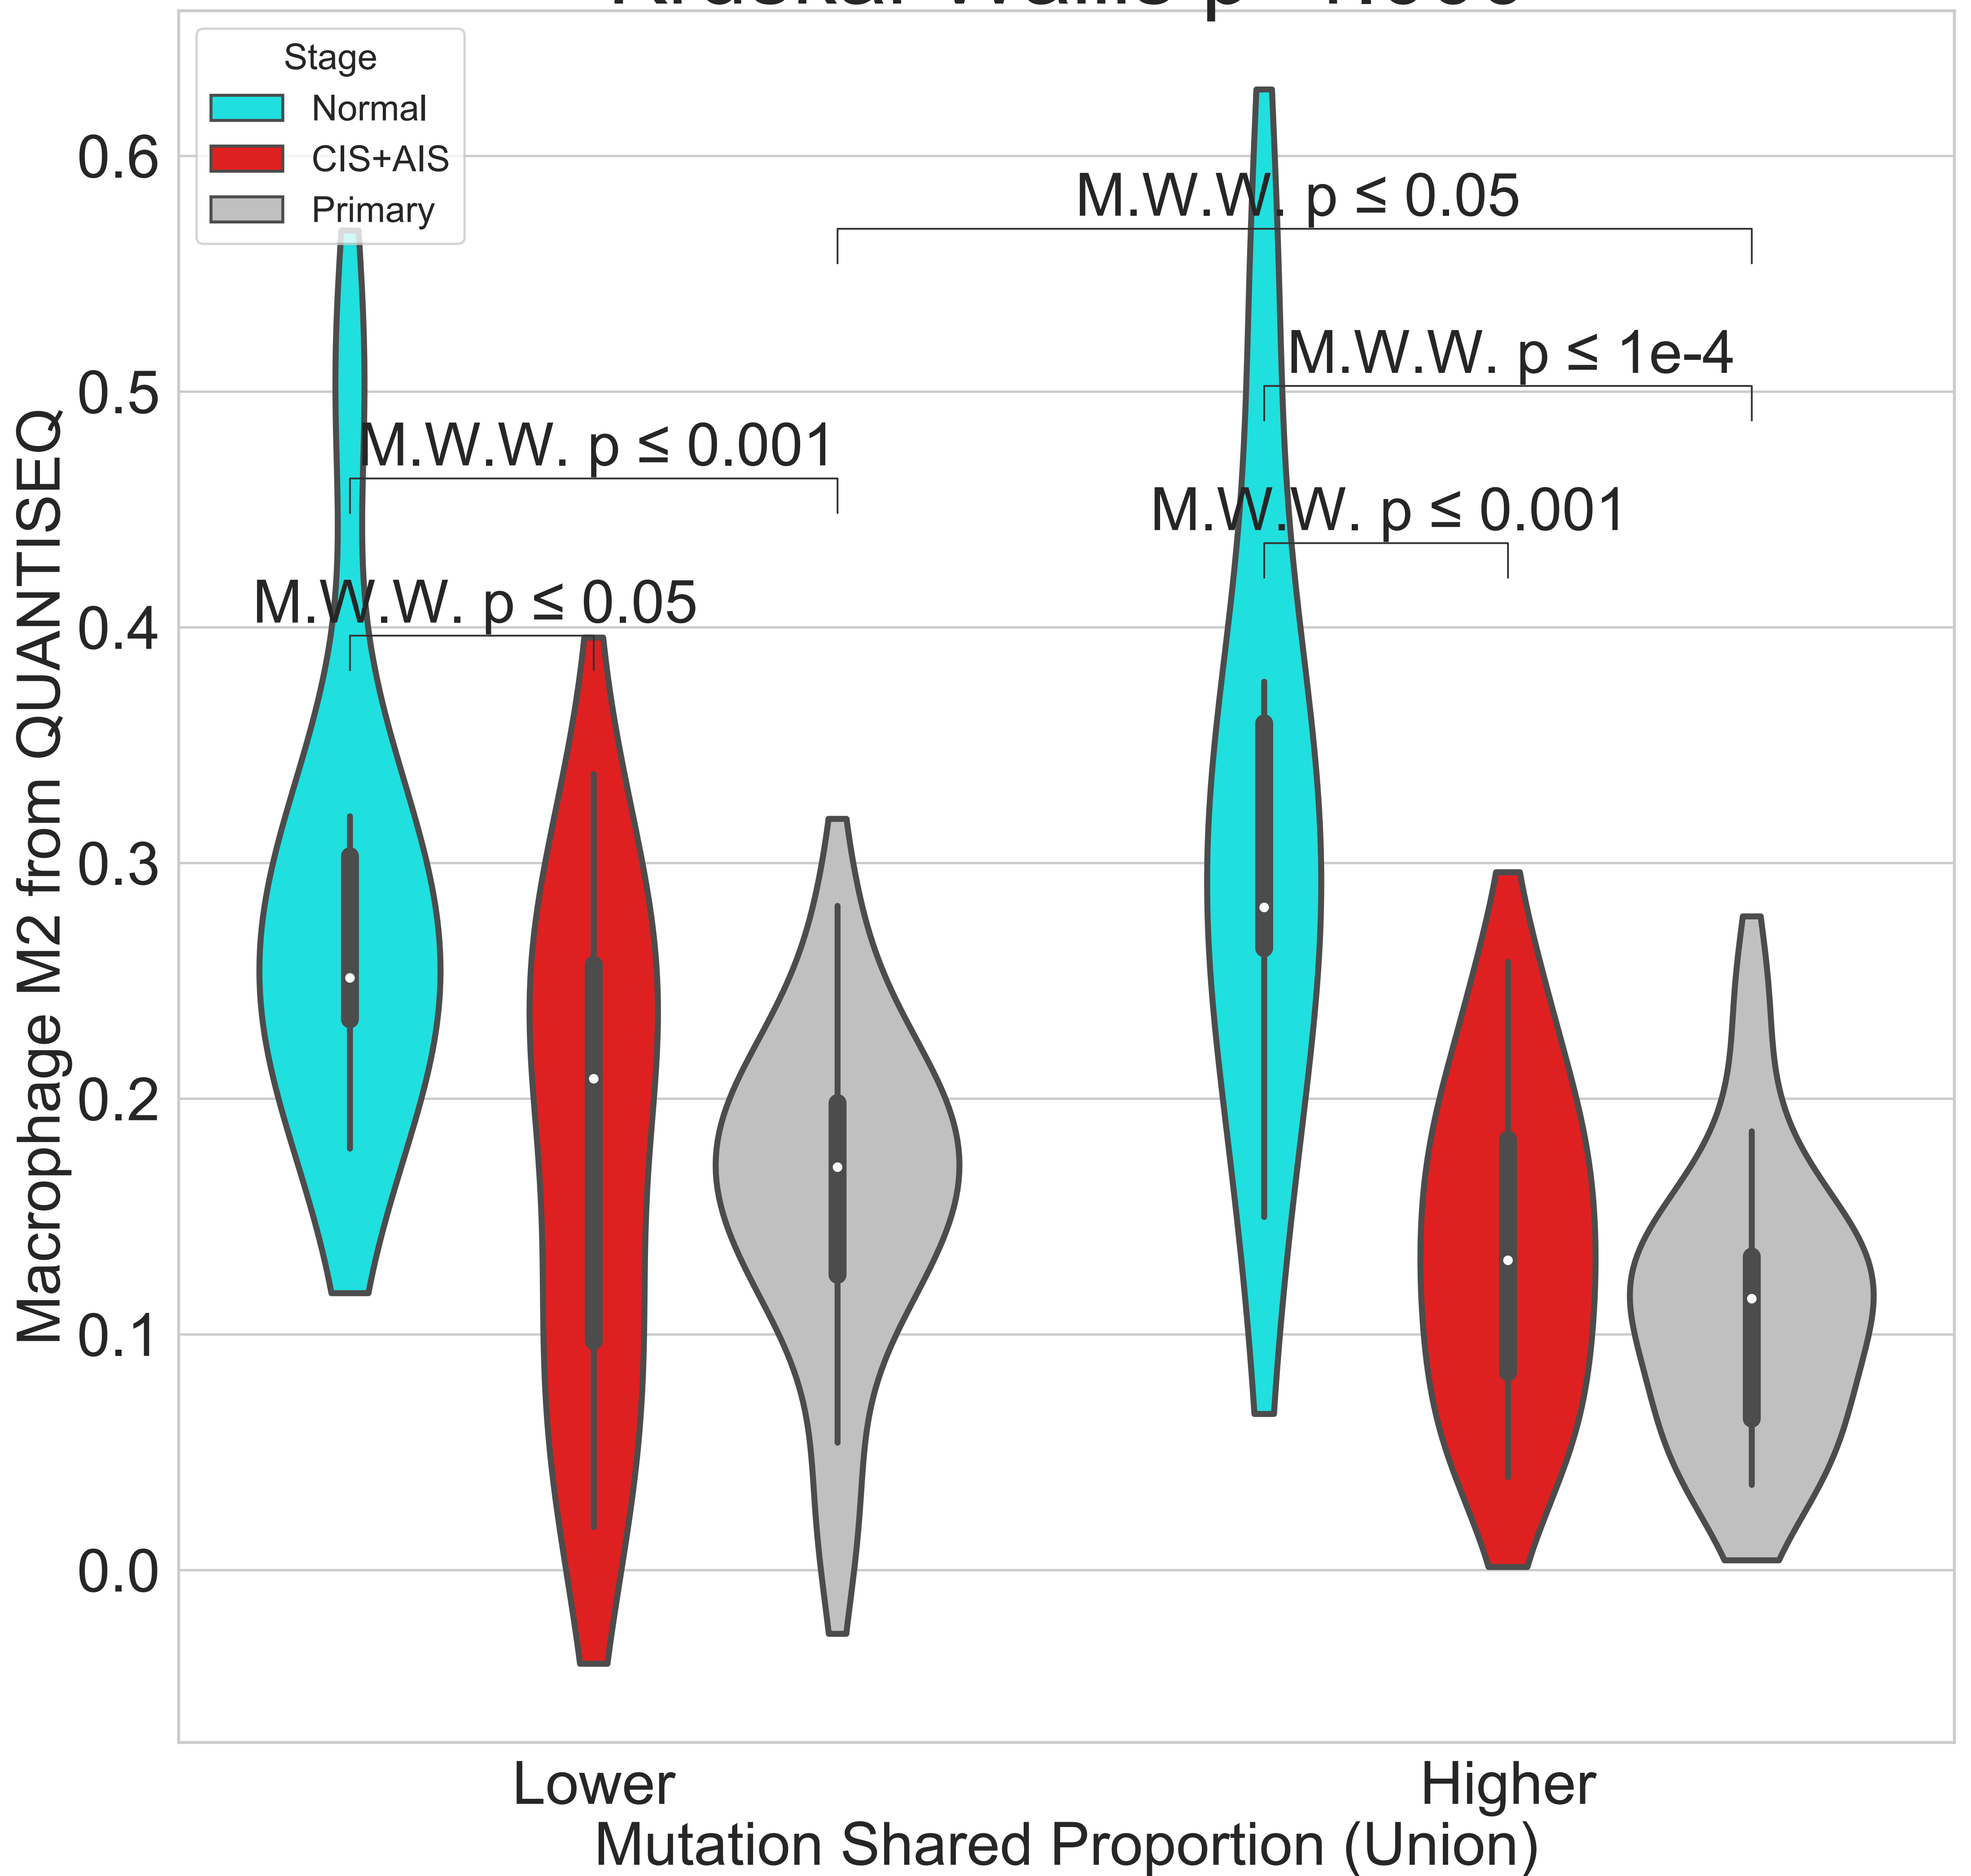 Stage
Normal
CIS+AIS
Primary
M.W.W. p ≤ 0.05
M.W.W. p ≤ 1e-4
M.W.W. p ≤ 0.001
M.W.W. p ≤ 0.001
M.W.W. p ≤ 0.05
0.6
0.5
0.4
0.3
0.2
0.1
0.0
Macrophage M2 from QUANTISEQ
Lower
Higher
Mutation Shared Proportion (Union)